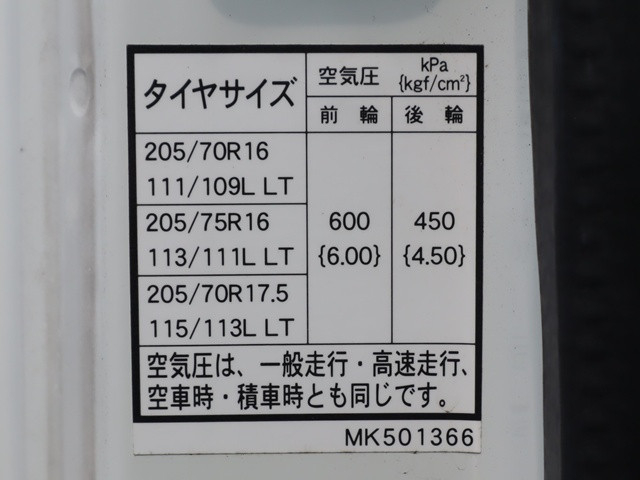 タイヤサイズ 空気圧 kPa
{kgf/cm²}
前輪 後輪
205/70R16
111/109L LT
205/75R16
113/111L LT
600 450
{6.00} {4.50}
205/70R17.5
115/113L LT
空気圧は、一般走行・高速走行、
空車時・積車時とも同じです。
MK501366